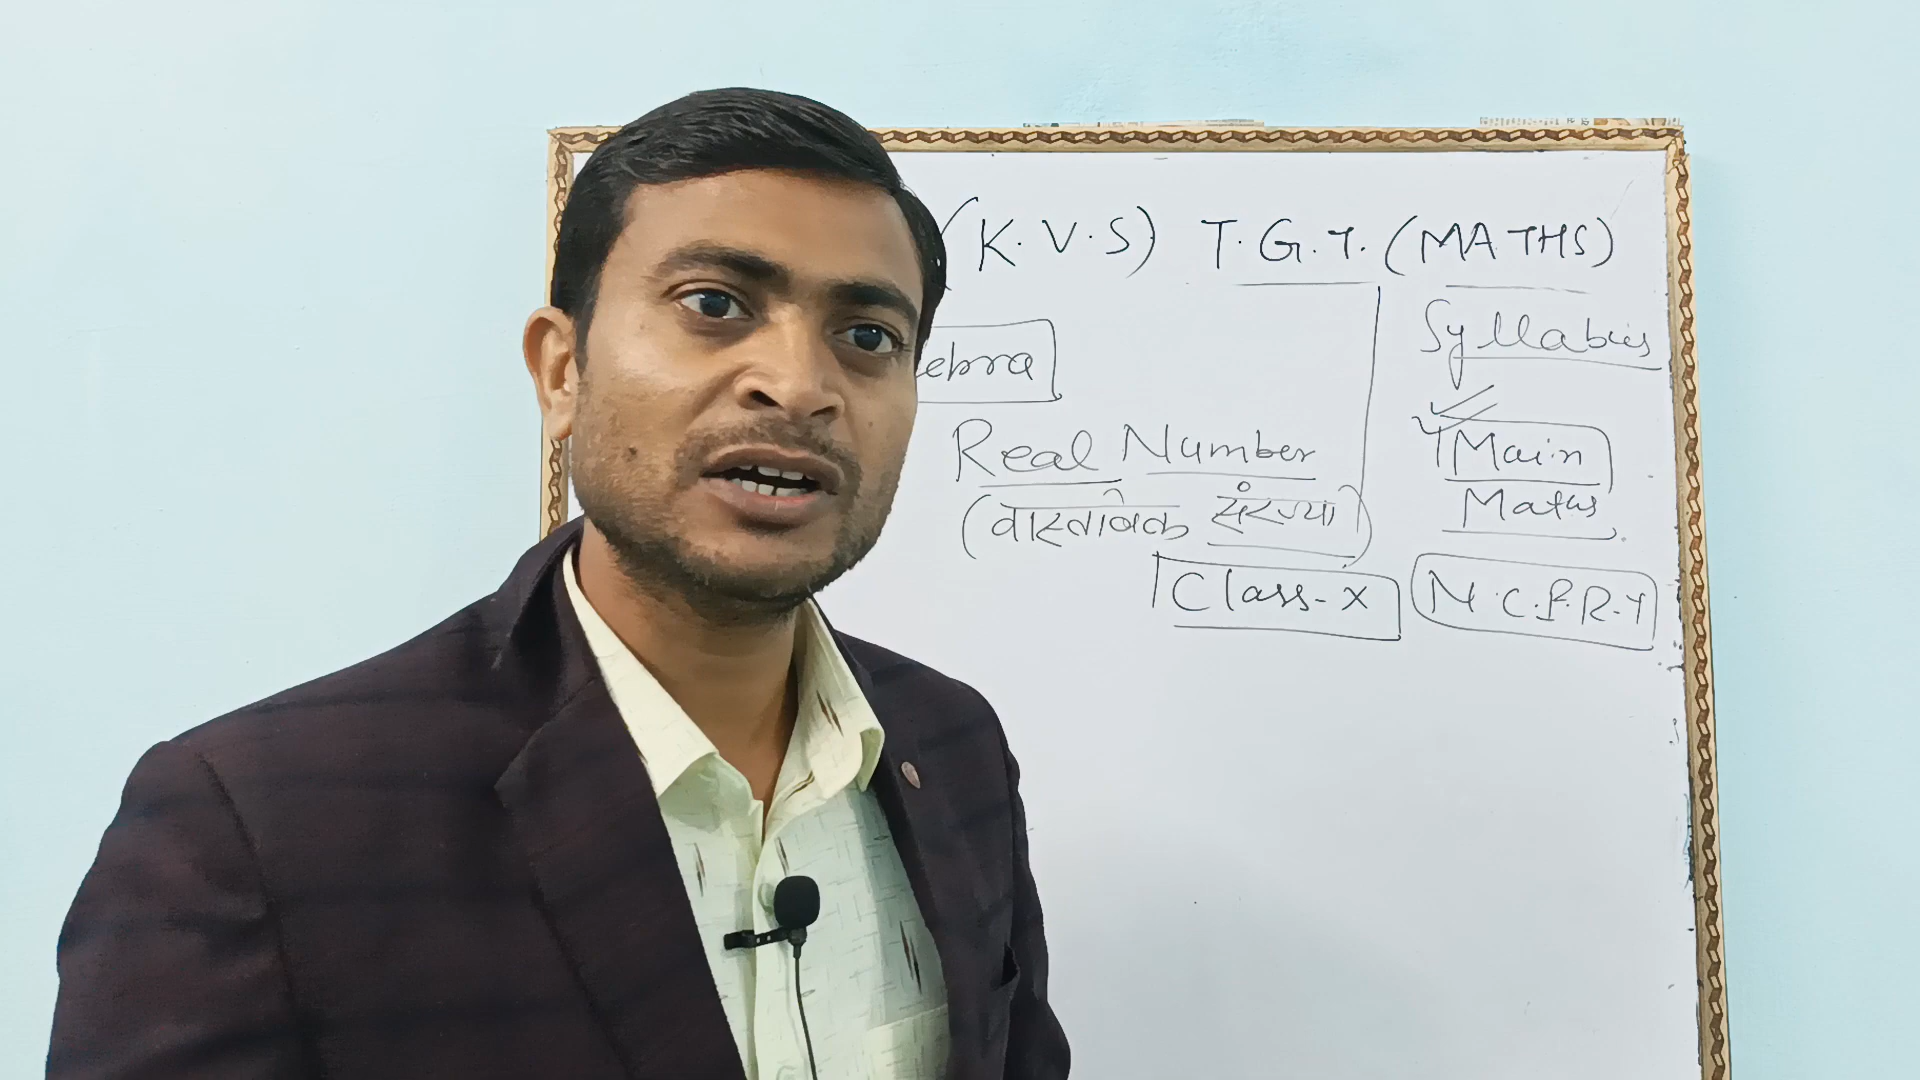 (K.V.S) T.G.T. (MATHS)
Syllabus
ebra
Real Number
Main
(वास्तविक संख्या)
Maths
Class-X
N.C.E.R.T